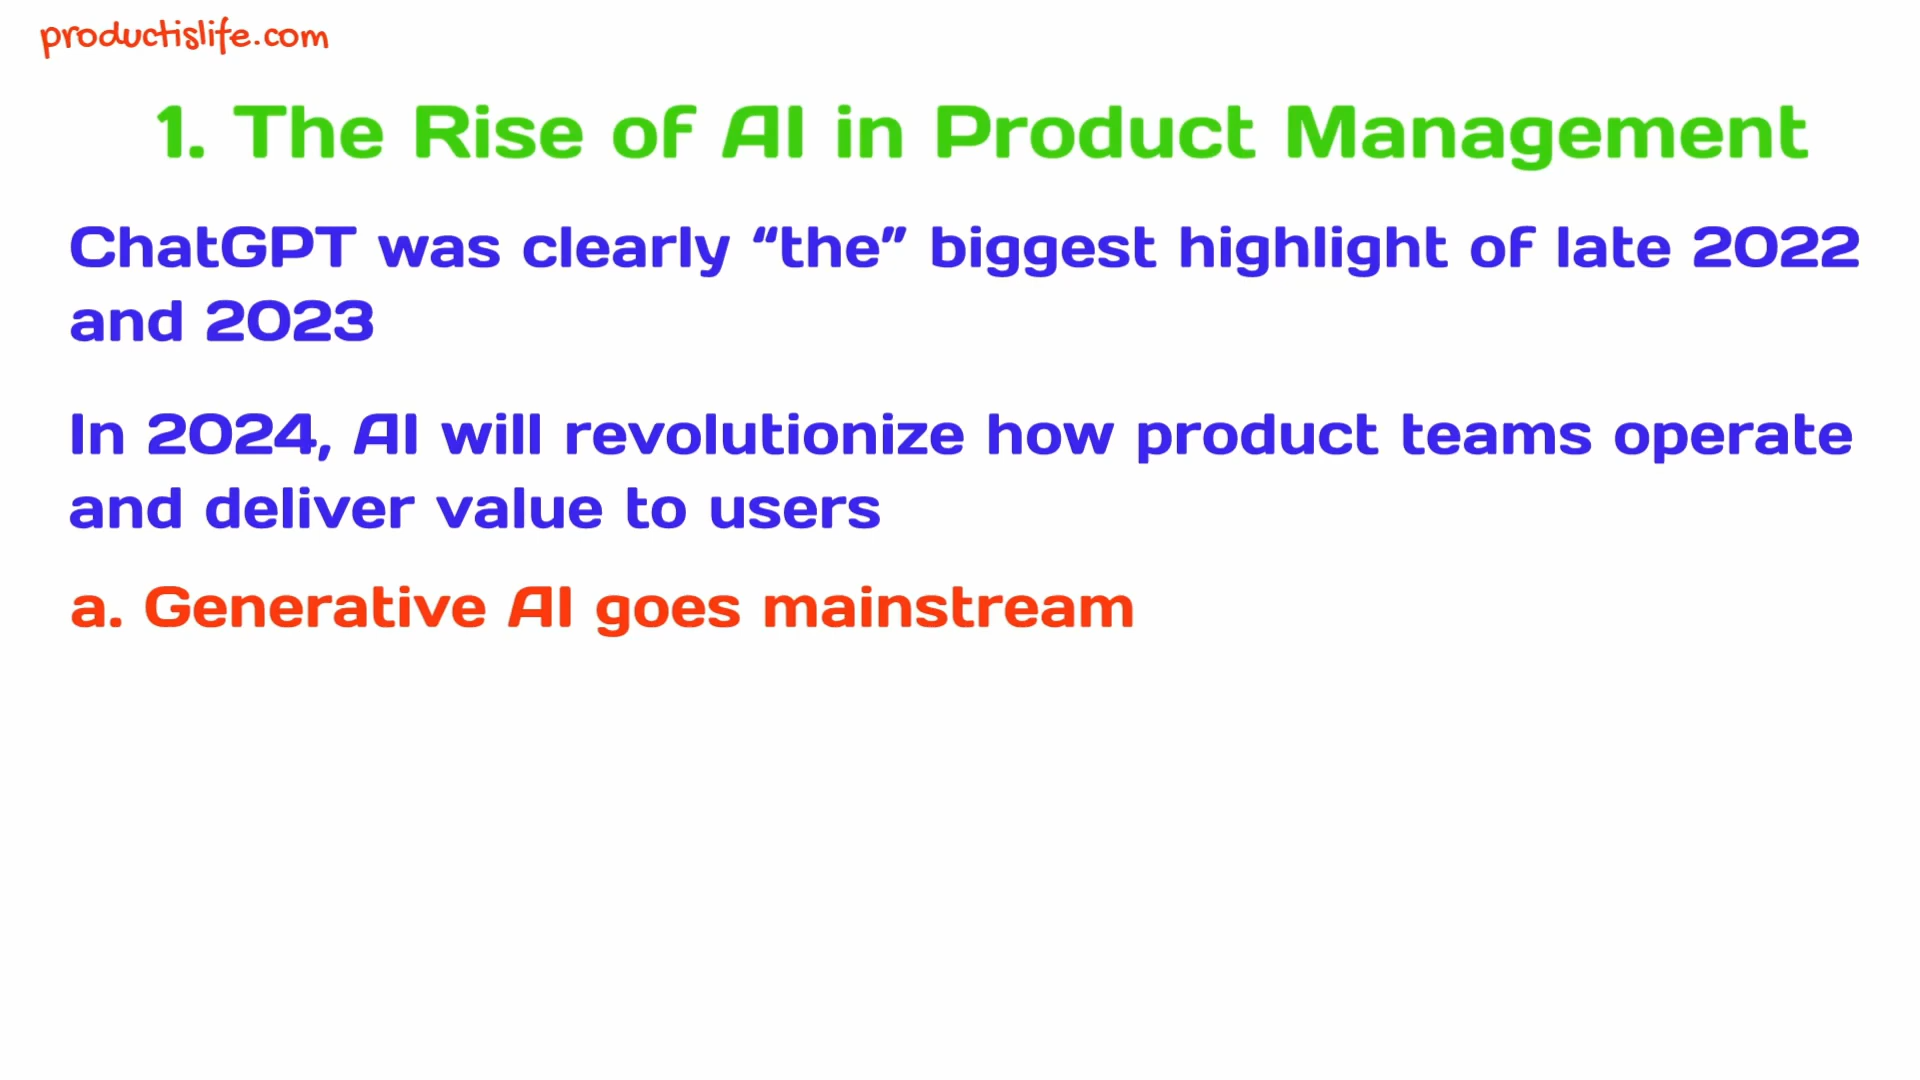 productislife.com
1. The Rise of AI in Product Management
ChatGPT was clearly “the” biggest highlight of late 2022
and 2023
In 2024, AI will revolutionize how product teams operate
and deliver value to users
a. Generative AI goes mainstream